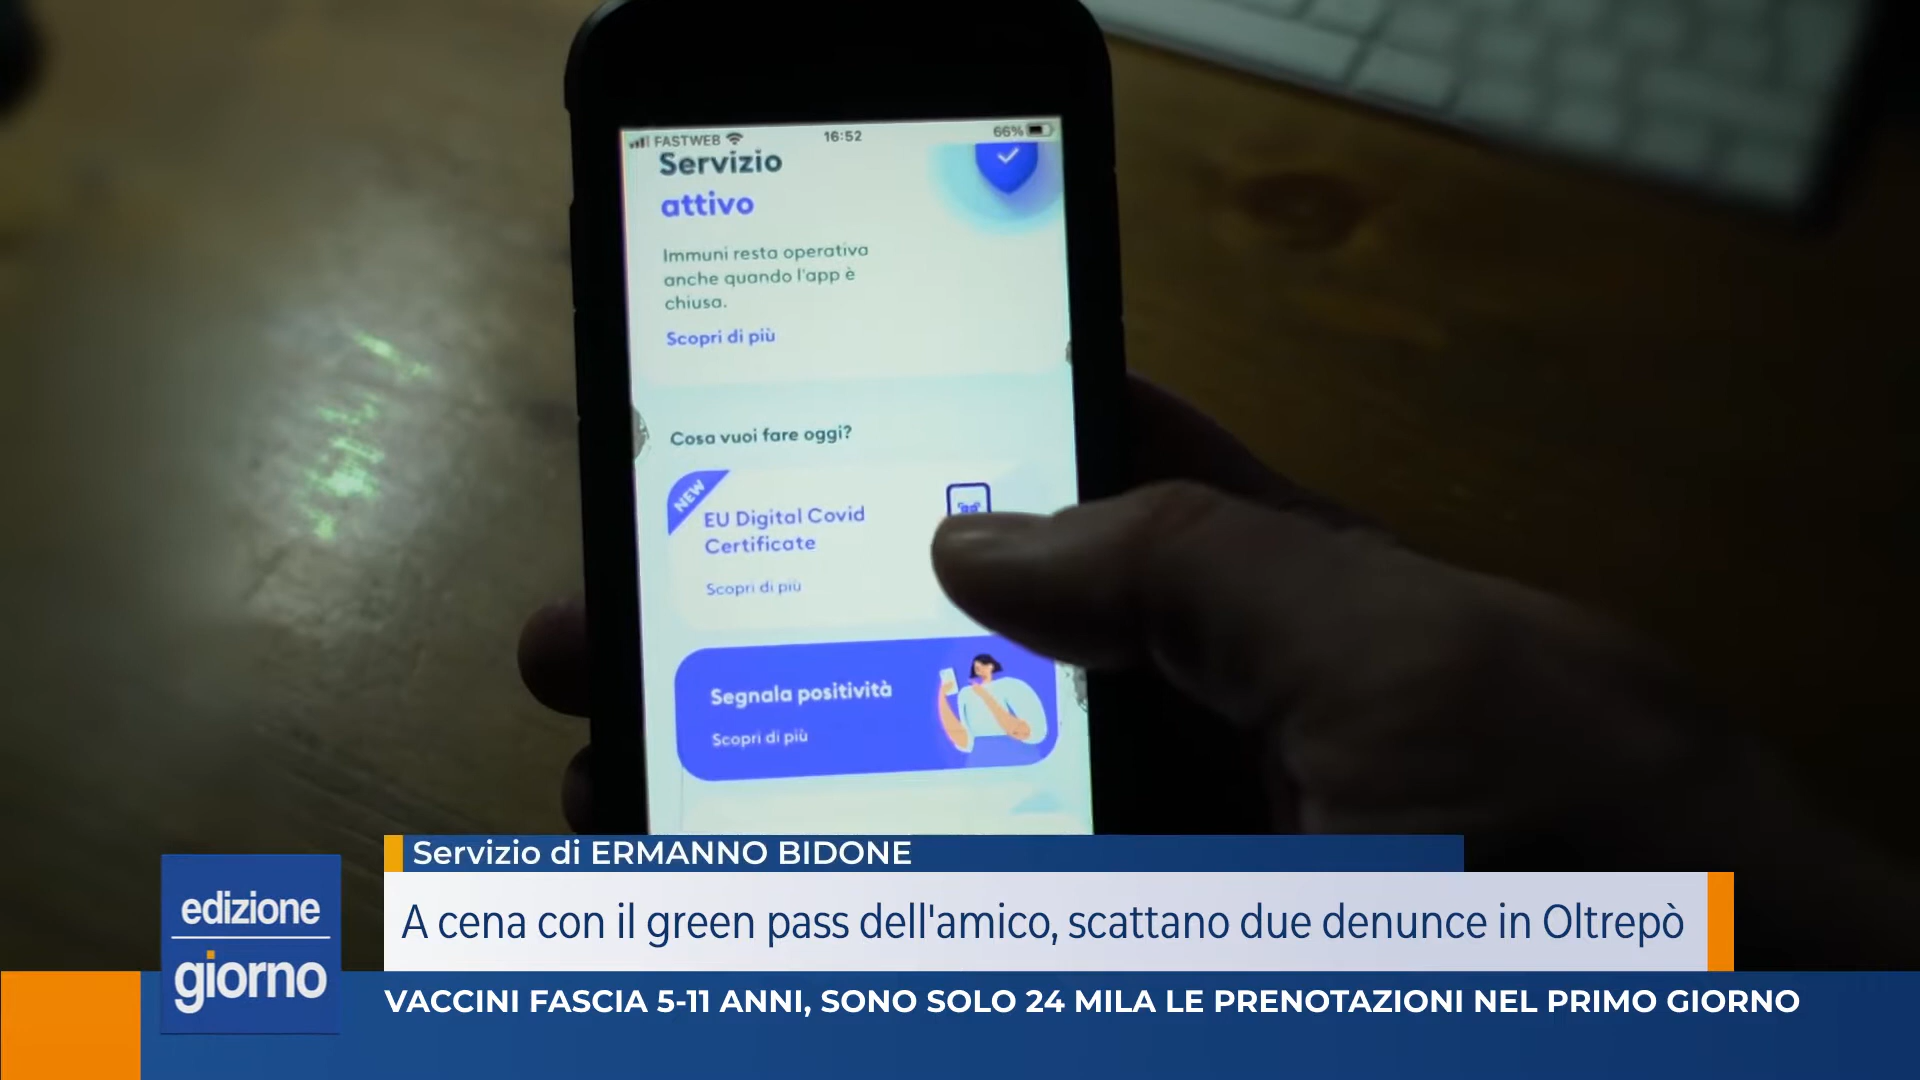 FASTWEB 16:52 66%
Servizio
attivo
Immuni resta operativa
anche quando l'app è
chiusa.
Scopri di più
Cosa vuoi fare oggi?
NEW
EU Digital Covid
Certificate
Scopri di più
Segnala positività
Scopri di più
Servizio di ERMANNO BIDONE
edizione
giorno
A cena con il green pass dell'amico, scattano due denunce in Oltrepò
VACCINI FASCIA 5-11 ANNI, SONO SOLO 24 MILA LE PRENOTAZIONI NEL PRIMO GIORNO